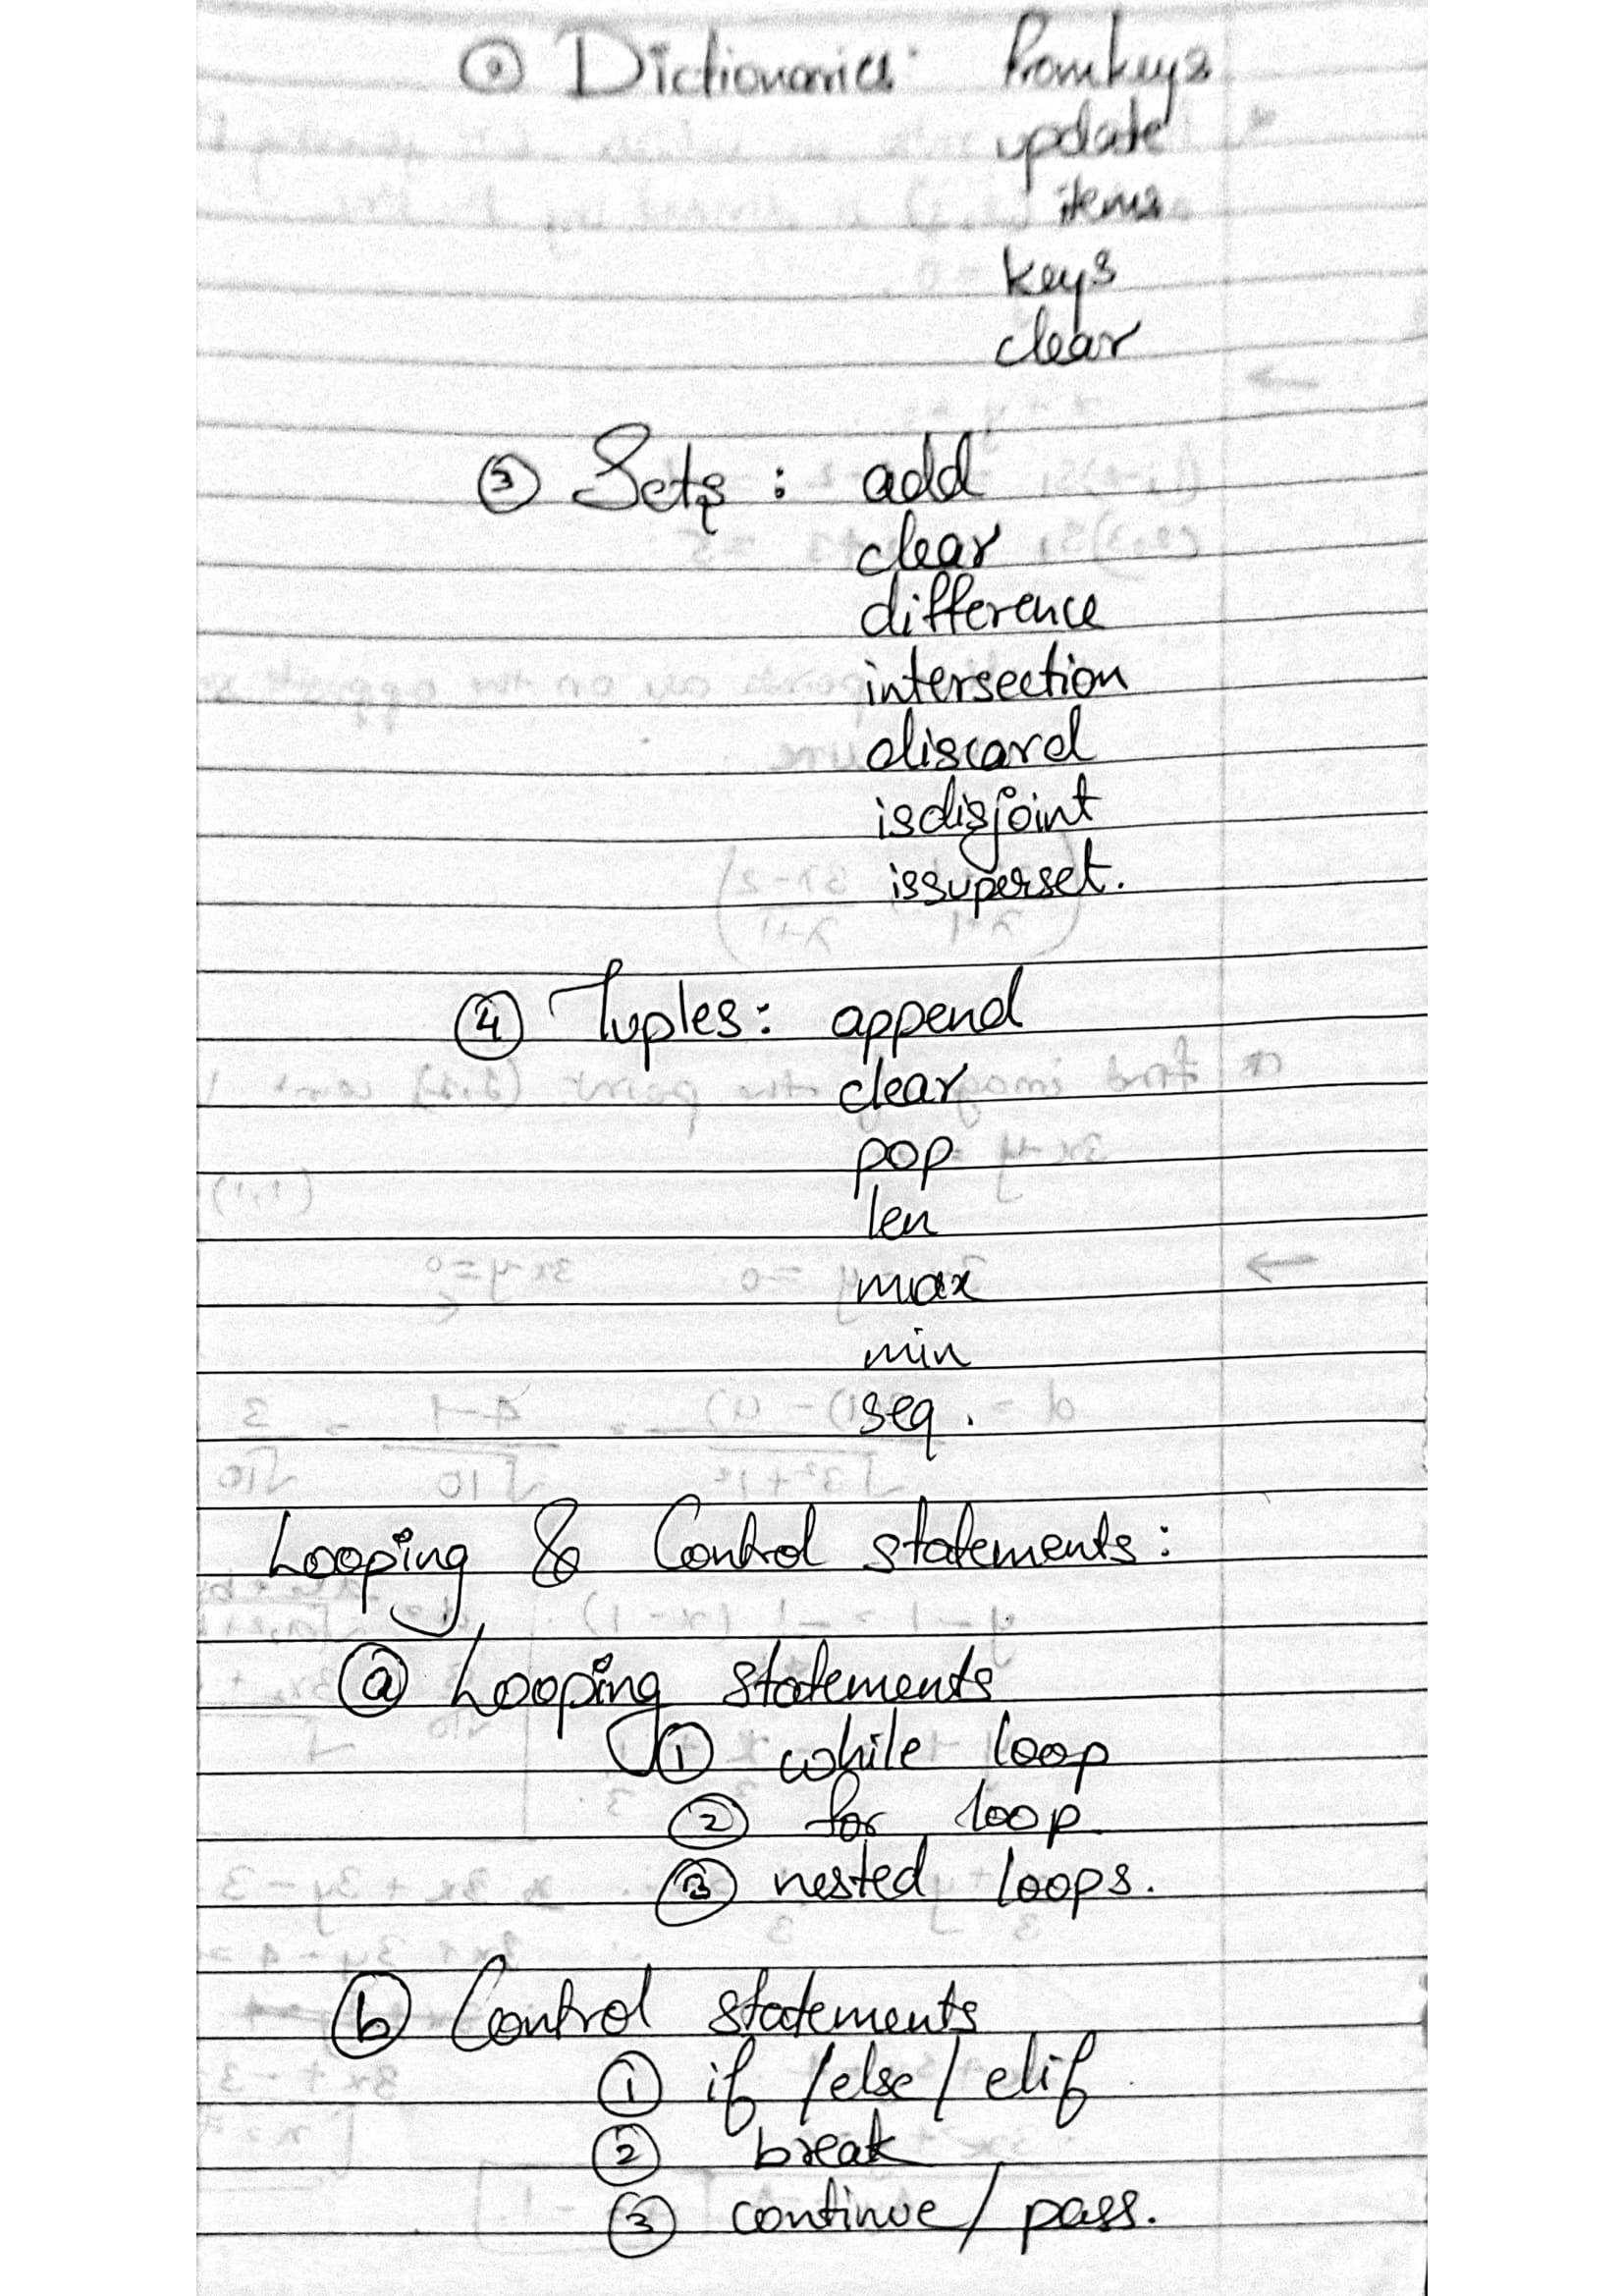 ② Dictionaries: fromkeys
update
items
keys
clear
③ Sets : add
clear
difference
intersection
discard
isdisjoint
issuperset.
④ Tuples: append
clear
pop
len
max
min
seq.
Looping & Control statements:
ⓐ Looping statements
① while loop
② for loop
③ nested loops.
ⓑ Control statements
① if /else/ elif
② break
③ continue / pass.